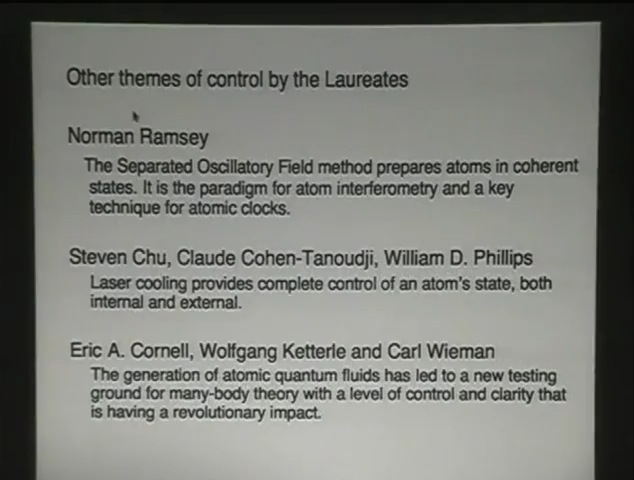 Other themes of control by the Laureates
Norman Ramsey
The Separated Oscillatory Field method prepares atoms in coherent
states. It is the paradigm for atom interferometry and a key
technique for atomic clocks.
Steven Chu, Claude Cohen-Tanoudji, William D. Phillips
Laser cooling provides complete control of an atom's state, both
internal and external.
Eric A. Cornell, Wolfgang Ketterle and Carl Wieman
The generation of atomic quantum fluids has led to a new testing
ground for many-body theory with a level of control and clarity that
is having a revolutionary impact.